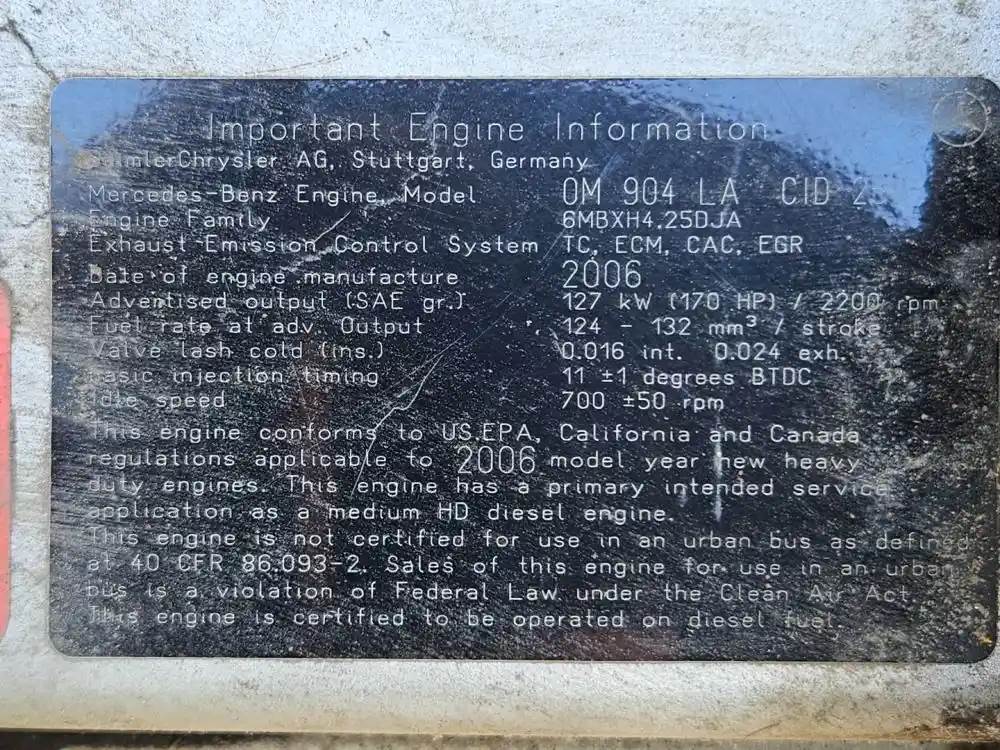 Important Engine Information
DaimlerChrysler AG, Stuttgart, Germany
Mercedes-Benz Engine, Model OM 904 LA CID 2
Engine Family 6MBXH4.25DJA
Exhaust Emission Control System TC, ECM, CAC, EGR
Date of engine manufacture 2006
Advertised output (SAE gr.) 127 kW (170 HP) / 2200 rpm
Fuel rate at adv. Output 124 - 132 mm³ / stroke
Valve lash cold (ins.) 0.016 int. 0.024 exh.
Basic injection timing 11 ±1 degrees BTDC
Idle speed 700 ±50 rpm
This engine conforms to US.EPA, California and Canada
regulations applicable to 2006 model year new heavy
duty engines. This engine has a primary intended service
application as a medium HD diesel engine.
This engine is not certified for use in an urban bus as defined
at 40 CFR 86.093-2. Sales of this engine for use in an urban
bus is a violation of Federal Law under the Clean Air Act.
This engine is certified to be operated on diesel fuel.